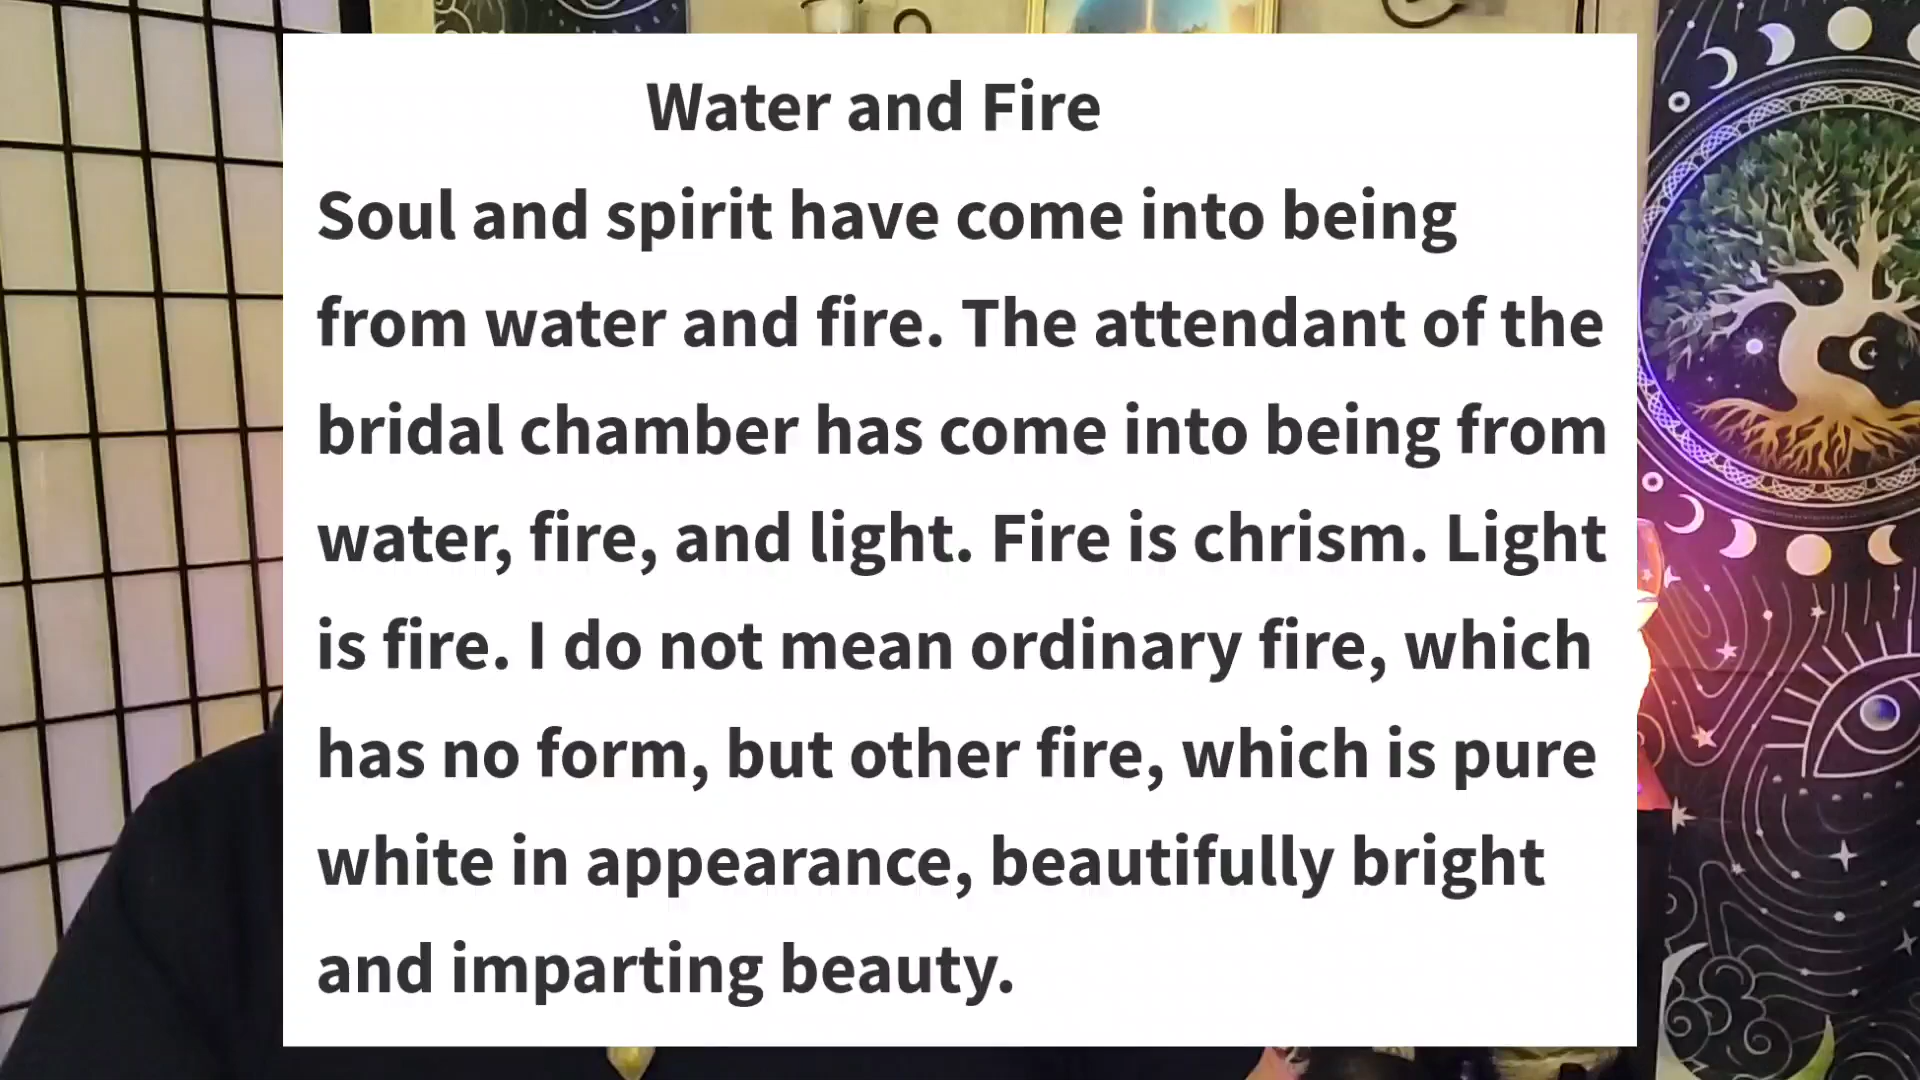 Water and Fire
Soul and spirit have come into being
from water and fire. The attendant of the
bridal chamber has come into being from
water, fire, and light. Fire is chrism. Light
is fire. I do not mean ordinary fire, which
has no form, but other fire, which is pure
white in appearance, beautifully bright
and imparting beauty.